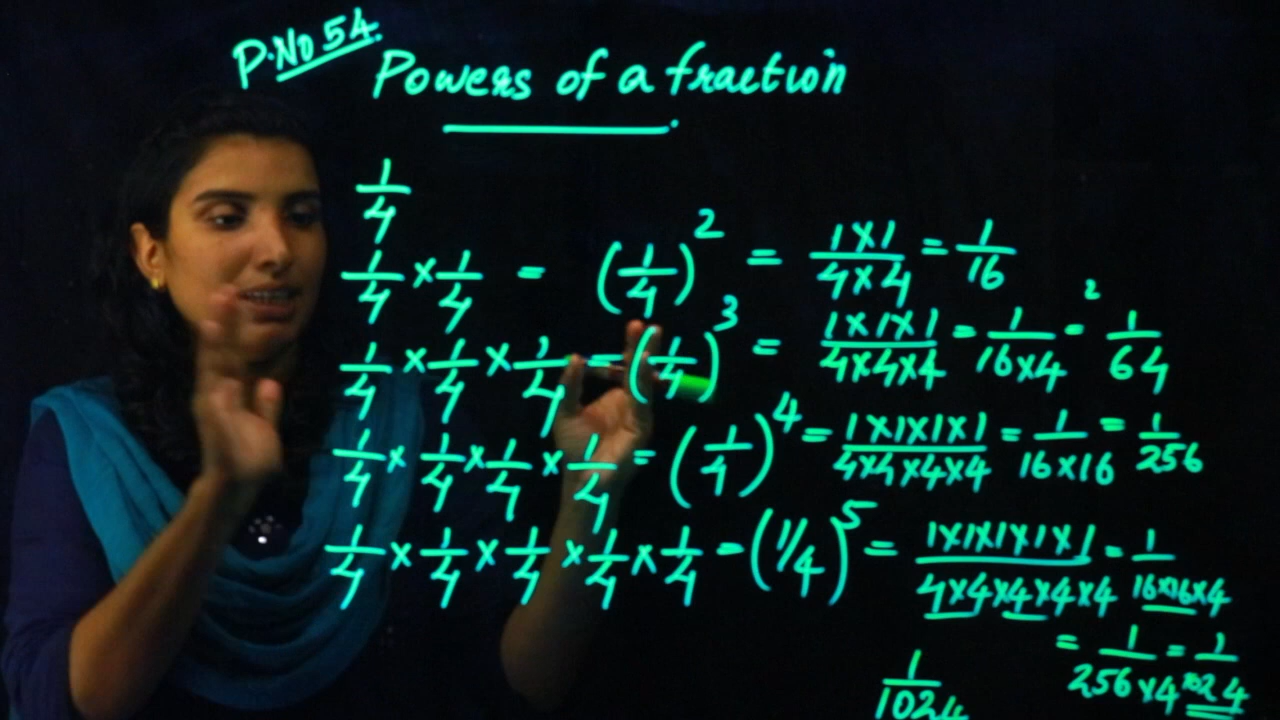 P.No 54.
Powers of a fraction
1/4
1/4 × 1/4 = (1/4)² = 1×1/4×4 = 1/16
1/4 × 1/4 × 1/4 = (1/4)³ = 1×1×1/4×4×4 = 1/16×4 = 1/64
2
1/4 × 1/4 × 1/4 × 1/4 = (1/4)⁴ = 1×1×1×1/4×4×4×4 = 1/16×16 = 1/256
1/4 × 1/4 × 1/4 × 1/4 × 1/4 = (1/4)⁵ = 1×1×1×1×1/4×4×4×4×4 = 1/16×16×4
= 1/256×4 = 1/1024
1/1024